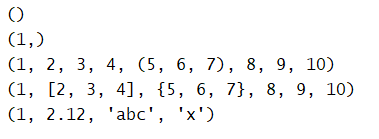 ()
(1,)
(1, 2, 3, 4, (5, 6, 7), 8, 9, 10)
(1, [2, 3, 4], {5, 6, 7}, 8, 9, 10)
(1, 2.12, 'abc', 'x')